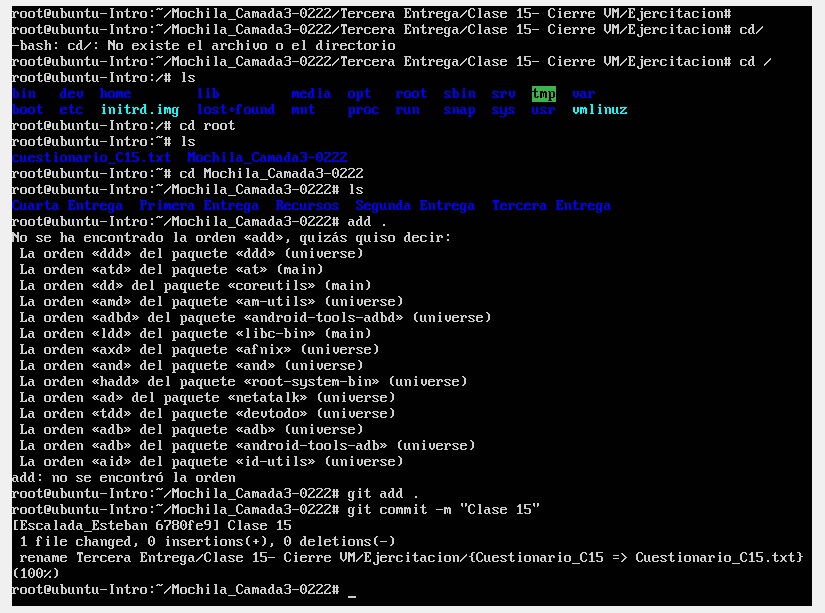 root@ubuntu-Intro:~/Mochila_Camada3-0222/Tercera Entrega/Clase 15- Cierre VM/Ejercitacion#
root@ubuntu-Intro:~/Mochila_Camada3-0222/Tercera Entrega/Clase 15- Cierre VM/Ejercitacion# cd/
-bash: cd/: No existe el archivo o el directorio
root@ubuntu-Intro:~/Mochila_Camada3-0222/Tercera Entrega/Clase 15- Cierre VM/Ejercitacion# cd /
root@ubuntu-Intro:/# ls
bin dev home lib media opt root sbin srv tmp var
boot etc initrd.img lost+found mnt proc run snap sys usr vmlinuz
root@ubuntu-Intro:/# cd root
root@ubuntu-Intro:~# ls
cuestionario_C15.txt Mochila_Camada3-0222
root@ubuntu-Intro:~# cd Mochila_Camada3-0222
root@ubuntu-Intro:~/Mochila_Camada3-0222# ls
Cuarta Entrega Primera Entrega Recursos Segunda Entrega Tercera Entrega
root@ubuntu-Intro:~/Mochila_Camada3-0222# add .
No se ha encontrado la orden «add», quizás quiso decir:
La orden «ddd» del paquete «ddd» (universe)
La orden «atd» del paquete «at» (main)
La orden «dd» del paquete «coreutils» (main)
La orden «amd» del paquete «am-utils» (universe)
La orden «adbd» del paquete «android-tools-adbd» (universe)
La orden «ldd» del paquete «libc-bin» (main)
La orden «axd» del paquete «afnix» (universe)
La orden «and» del paquete «and» (universe)
La orden «hadd» del paquete «root-system-bin» (universe)
La orden «ad» del paquete «netatalk» (universe)
La orden «tdd» del paquete «devtodo» (universe)
La orden «adb» del paquete «adb» (universe)
La orden «adb» del paquete «android-tools-adb» (universe)
La orden «aid» del paquete «id-utils» (universe)
add: no se encontró la orden
root@ubuntu-Intro:~/Mochila_Camada3-0222# git add .
root@ubuntu-Intro:~/Mochila_Camada3-0222# git commit -m "Clase 15"
[Escalada_Esteban 6780fe9] Clase 15
1 file changed, 0 insertions(+), 0 deletions(-)
rename Tercera Entrega/Clase 15- Cierre VM/Ejercitacion/{Cuestionario_C15 => Cuestionario_C15.txt}
(100%)
root@ubuntu-Intro:~/Mochila_Camada3-0222# _